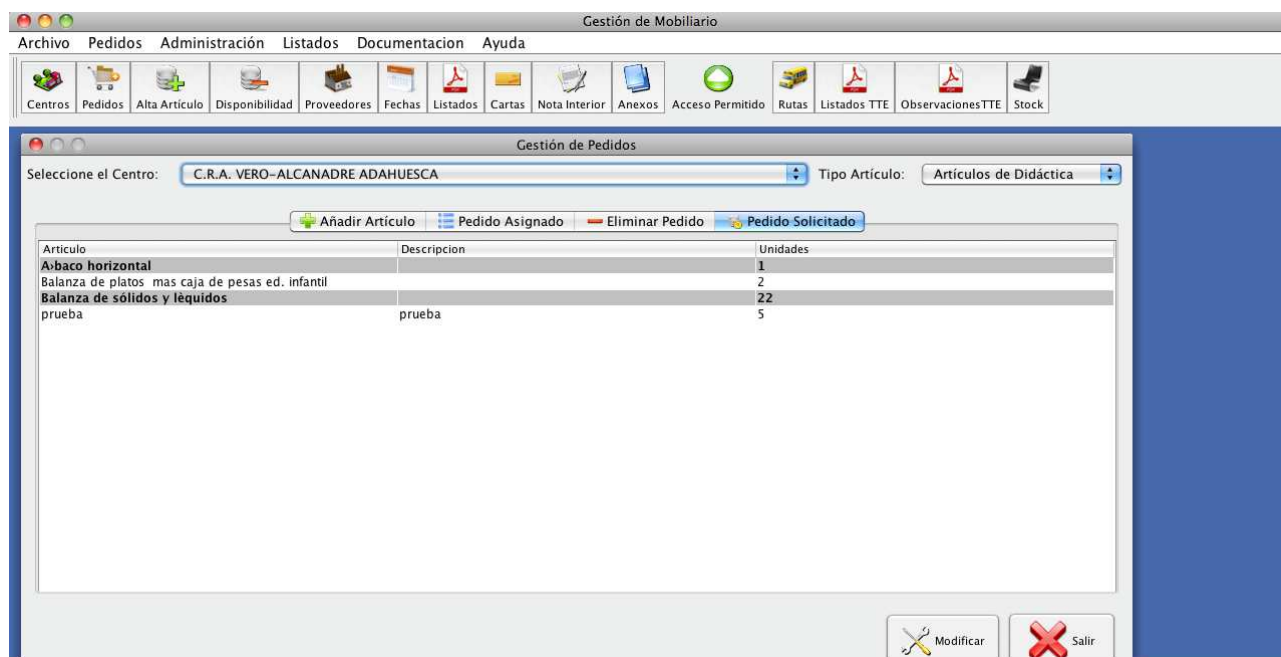 Gestión de Mobiliario
Archivo Pedidos Administración Listados Documentacion Ayuda
Centros Pedidos Alta Artículo Disponibilidad Proveedores Fechas Listados Cartas Nota Interior Anexos Acceso Permitido Rutas Listados TTE ObservacionesTTE Stock
Gestión de Pedidos
Seleccione el Centro: C.R.A. VERO-ALCANADRE ADAHUESCA Tipo Artículo: Artículos de Didáctica
Añadir Artículo Pedido Asignado Eliminar Pedido Pedido Solicitado
Articulo Descripcion Unidades
A›baco horizontal 1
Balanza de platos mas caja de pesas ed. infantil 2
Balanza de sólidos y lèquidos 22
prueba prueba 5
Modificar Salir